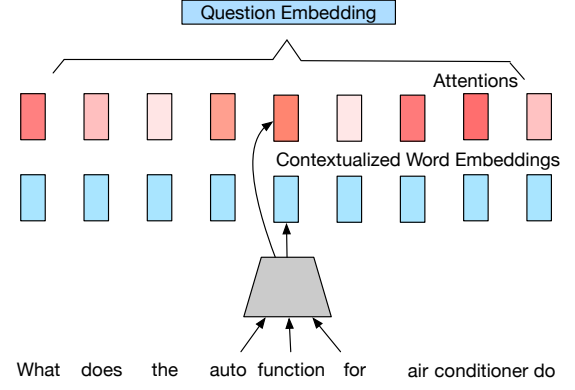 Question Embedding
Attentions
Contextualized Word Embeddings
What does the auto function for air conditioner do